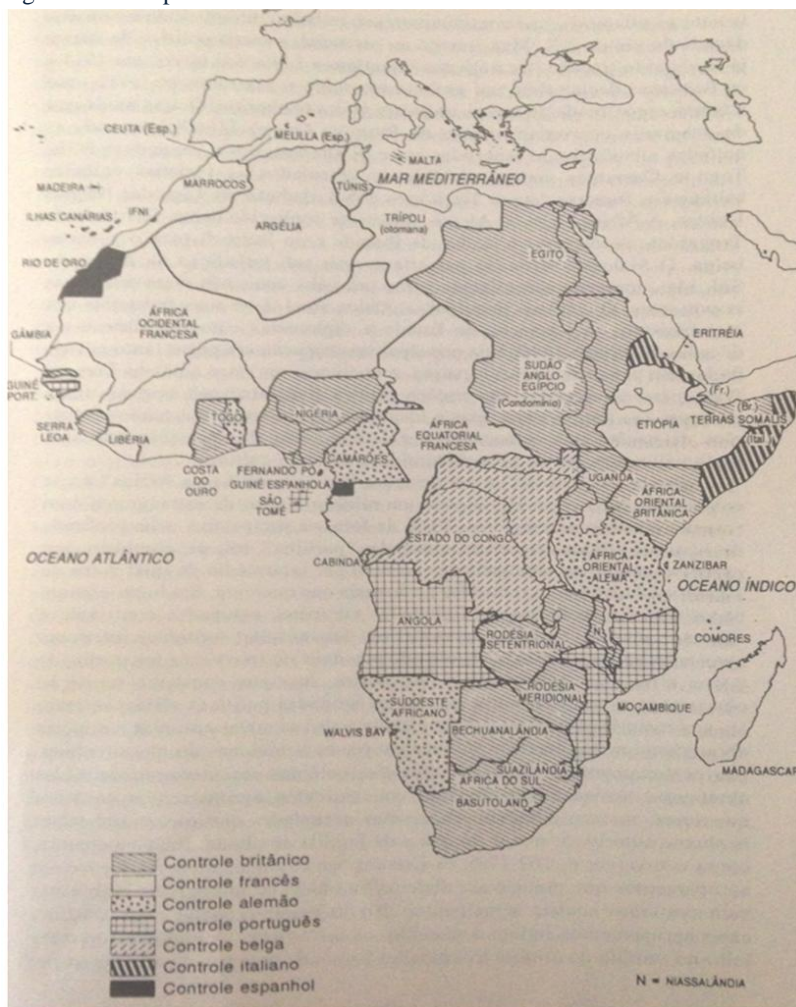 CEUTA (Esp.)
MELILLA (Esp.)
MALTA
MAR MEDITERRÂNEO
MADEIRA
MARROCOS
TÚNIS
ILHAS CANÁRIAS
IFNI
ARGÉLIA
TRÍPOLI
(otomana)
EGITO
RIO DE ORO
ÁFRICA
OCIDENTAL
FRANCESA
GÂMBIA
ERITRÉIA
GUINÉ
PORT.
SUDÃO
ANGLO-
EGÍPCIO
(Condomínio)
(Fr.)
(Br.)
TERRAS SOMALIS
(Ital.)
ETIÓPIA
SERRA
LEOA
LIBÉRIA
TOGO
NIGÉRIA
ÁFRICA
EQUATORIAL
FRANCESA
CAMARÕES
COSTA
DO
OURO
FERNANDO PÓ
GUINÉ ESPANHOLA
SÃO
TOMÉ
UGANDA
ÁFRICA
ORIENTAL
BRITÂNICA
ESTADO DO CONGO
OCEANO ATLÂNTICO
CABINDA
ÁFRICA
ORIENTAL
ALEMÃ
ZANZIBAR
OCEANO ÍNDICO
ANGOLA
RODÉSIA
SETENTRIONAL
N
COMORES
RODÉSIA
MERIDIONAL
SUDOESTE
AFRICANO
MOÇAMBIQUE
WALVIS BAY
BECHUANALÂNDIA
MADAGASCAR
SUAZILÂNDIA
ÁFRICA DO SUL
BASUTOLAND
Controle britânico
Controle francês
Controle alemão
Controle português
Controle belga
Controle italiano
Controle espanhol
N = NIASSALÂNDIA